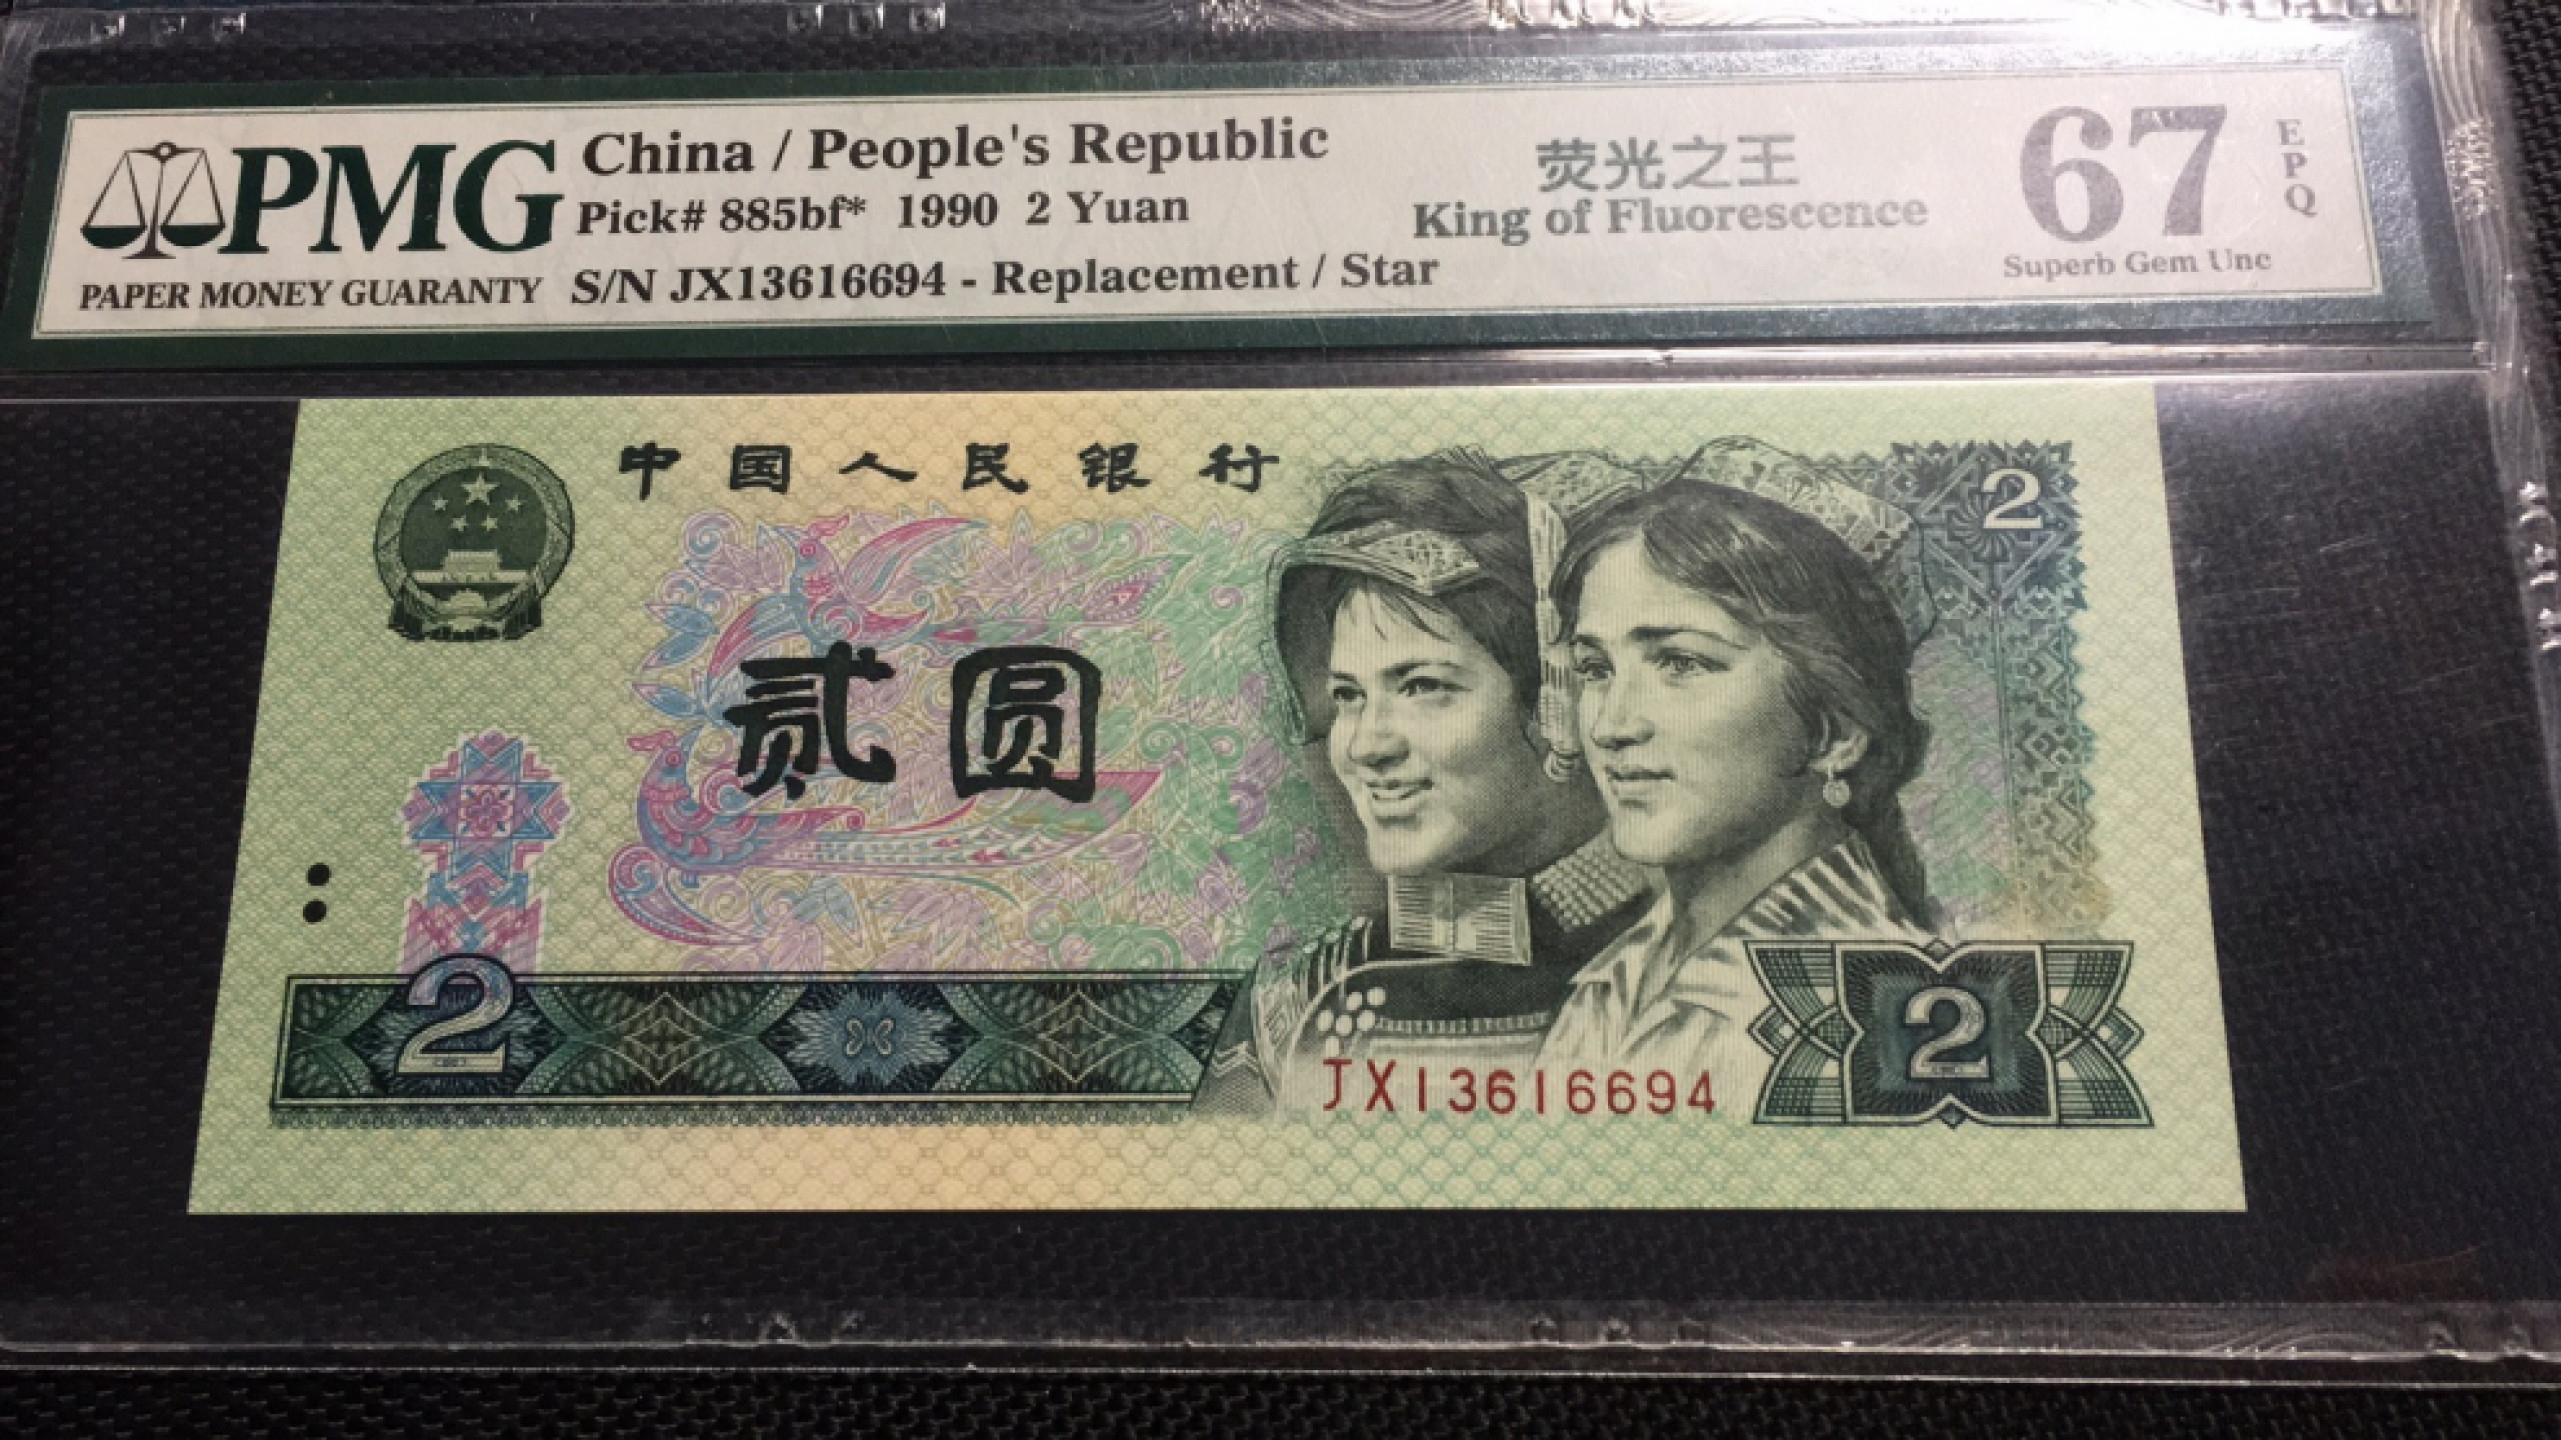 PMG
PAPER MONEY GUARANTY
China / People's Republic
Pick# 885bf* 1990 2 Yuan
S/N JX13616694 - Replacement / Star
荧光之王
King of Fluorescence
67
EPQ
Superb Gem Unc
中国人民银行
2
贰圆
2
2
JX13616694